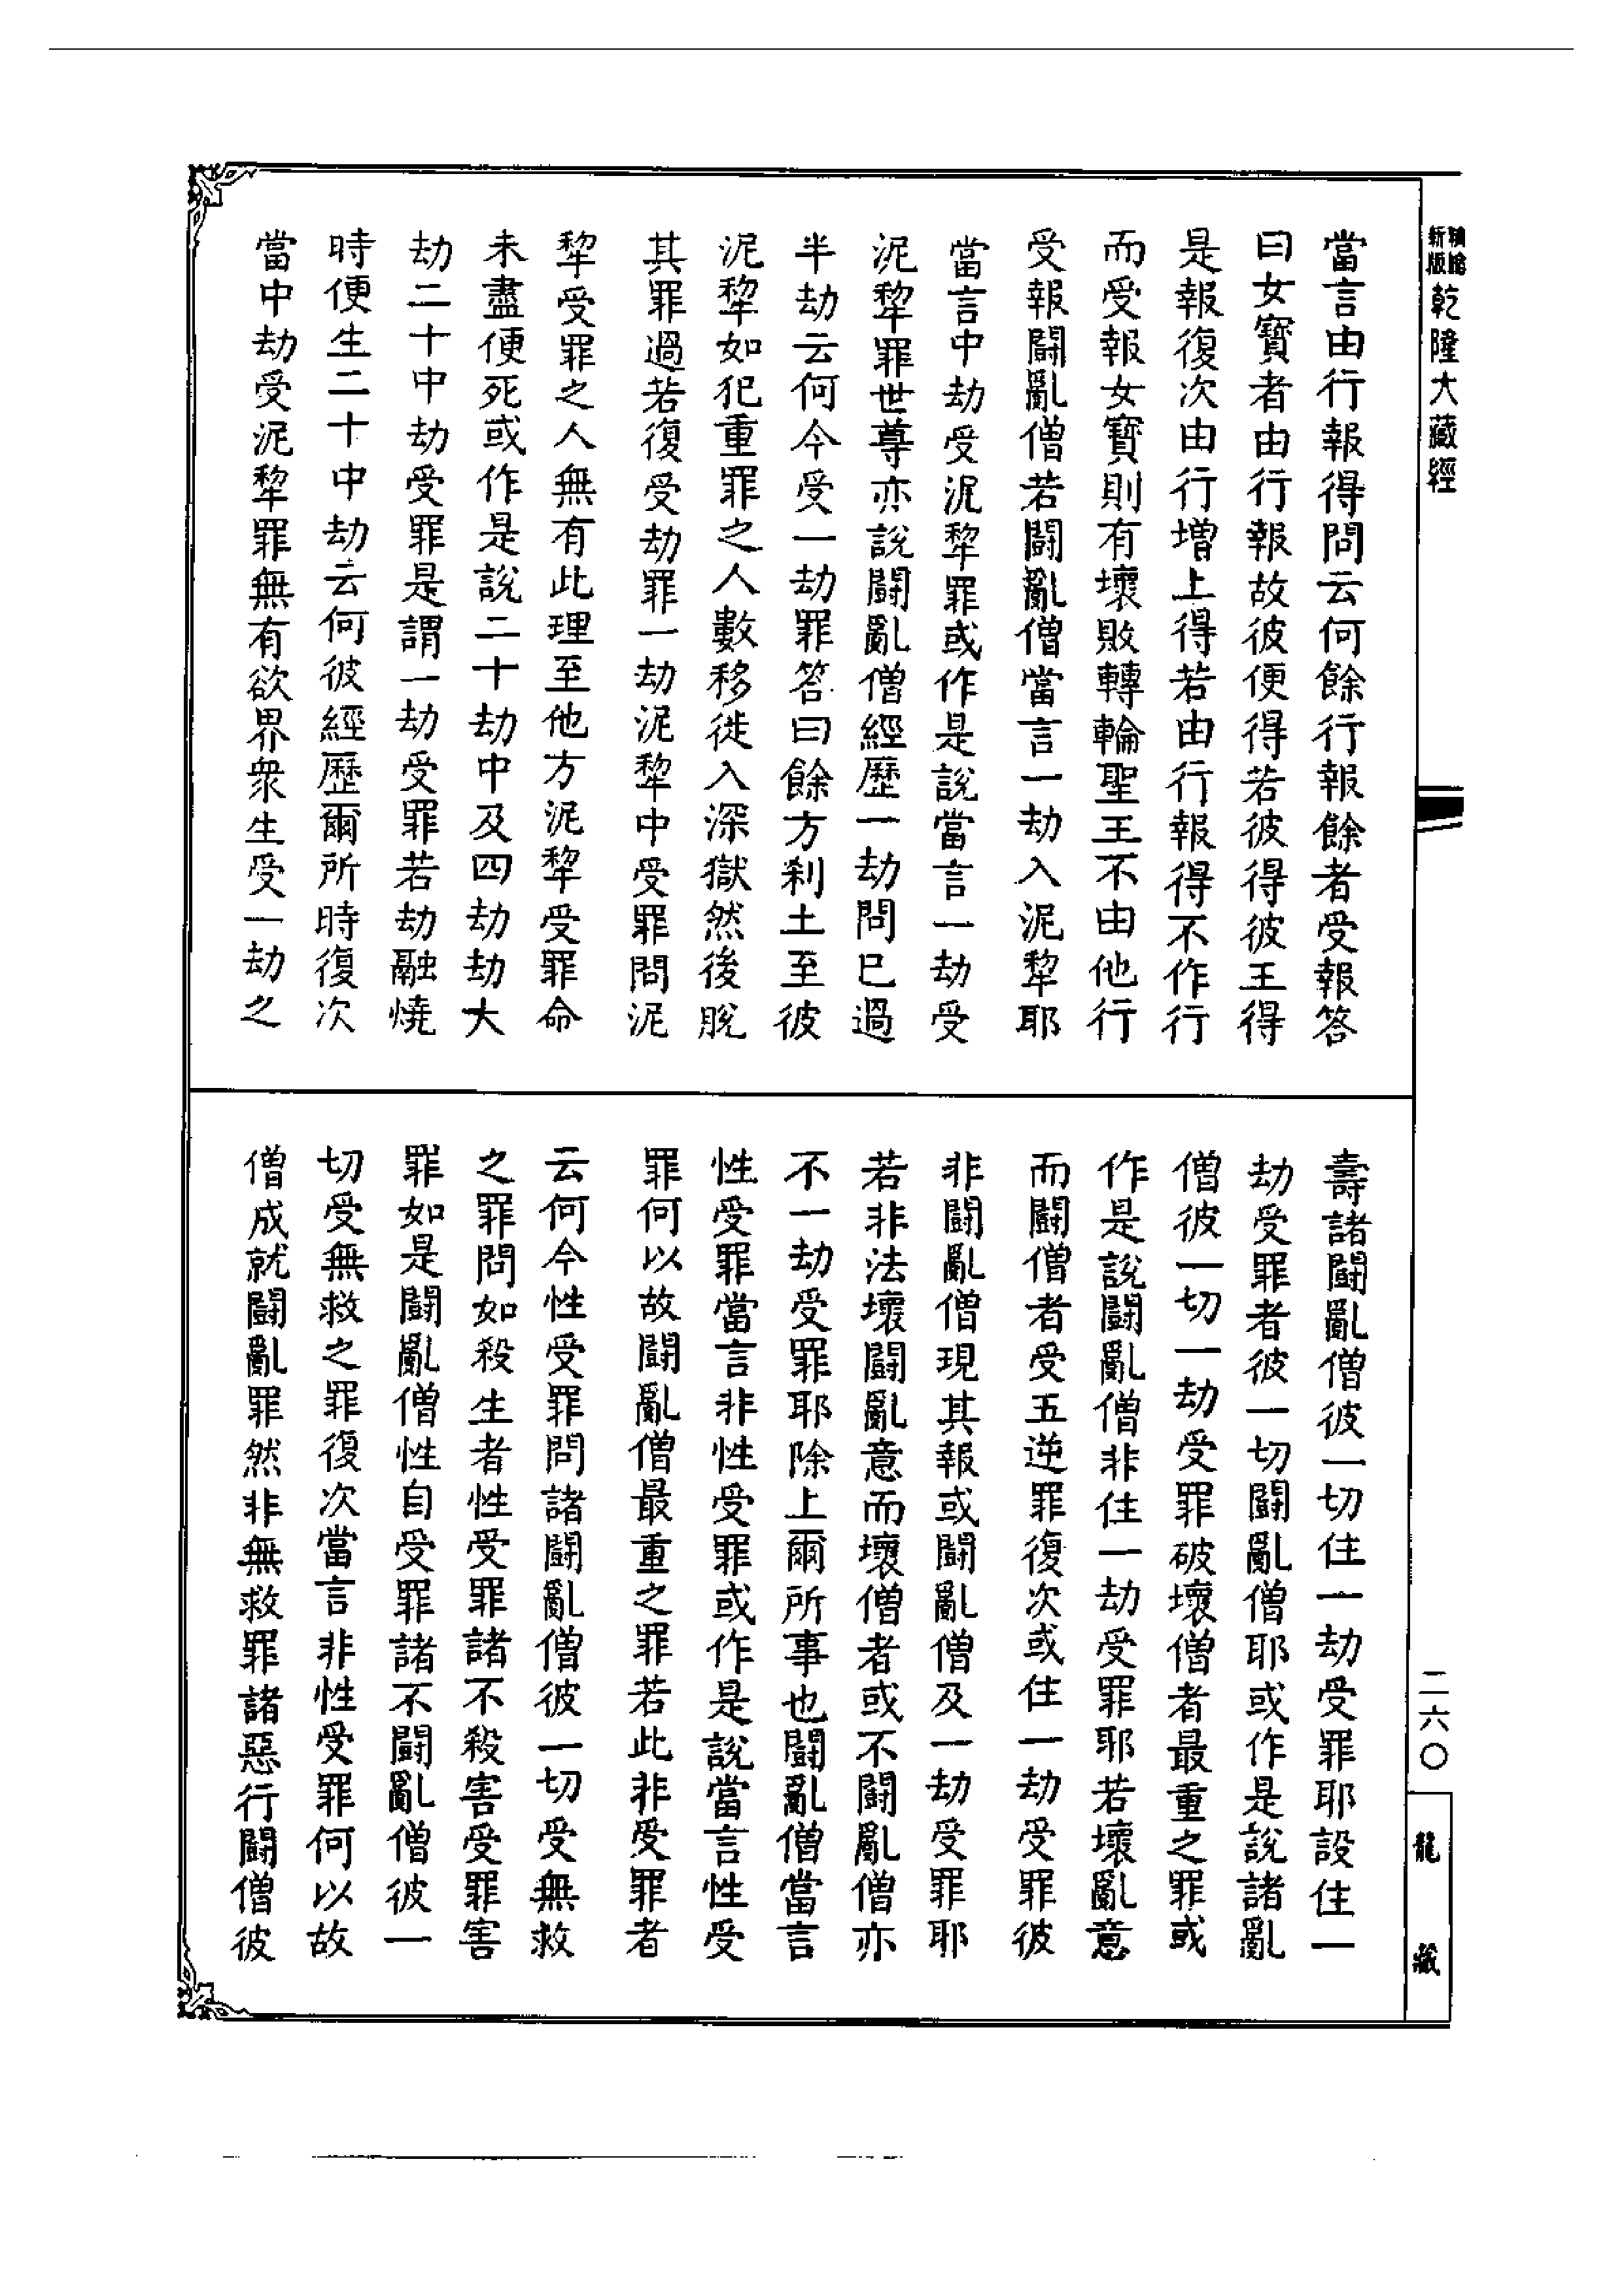 新版
精繪
乾隆大藏經
當言由行報得問云何餘行報餘者受報答
曰女寶者由行報故彼便得若彼得彼王得
是報復次由行增上得若由行報得不作行
而受報女寶則有壞敗轉輪聖王不由他行
受報鬪亂僧若鬪亂僧當言一劫入泥犂耶
當言中劫受泥犂罪或作是說當言一劫受
泥犂罪世尊亦說鬪亂僧經歷一劫問巳過
半劫云何今受一劫罪答曰餘方刹土至彼
泥犂如犯重罪之人數移徙入深獄然後脫
其罪過若復受劫罪一劫泥犂中受罪問泥
犂受罪之人無有此理至他方泥犂受罪命
未盡便死或作是說二十劫中及四劫劫大
劫二十中劫受罪是謂一劫受罪若劫融燒
時便生二十中劫云何彼經歷爾所時復次
當中劫受泥犂罪無有欲界衆生受一劫之
壽諸鬪亂僧彼一切住一劫受罪耶設住一
劫受罪者彼一切鬪亂僧耶或作是說諸亂
僧彼一切一劫受罪破壞僧者最重之罪或
作是說鬪亂僧非住一劫受罪耶若壞亂意
而鬪僧者受五逆罪復次或住一劫受罪彼
非鬪亂僧現其報或鬪亂僧及一劫受罪耶
若非法壞鬪亂意而壞僧者或不鬪亂僧亦
不一劫受罪耶除上爾所事也鬪亂僧當言
性受罪當言非性受罪或作是說當言性受
罪何以故鬪亂僧最重之罪若此非受罪者
云何今性受罪問諸鬪亂僧彼一切受無救
之罪問如殺生者性受罪諸不殺害受罪害
罪如是鬪亂僧性自受罪諸不鬪亂僧彼一
切受無救之罪復次當言非性受罪何以故
僧成就鬪亂罪然非無救罪諸惡行鬪僧彼
二六〇
龍藏